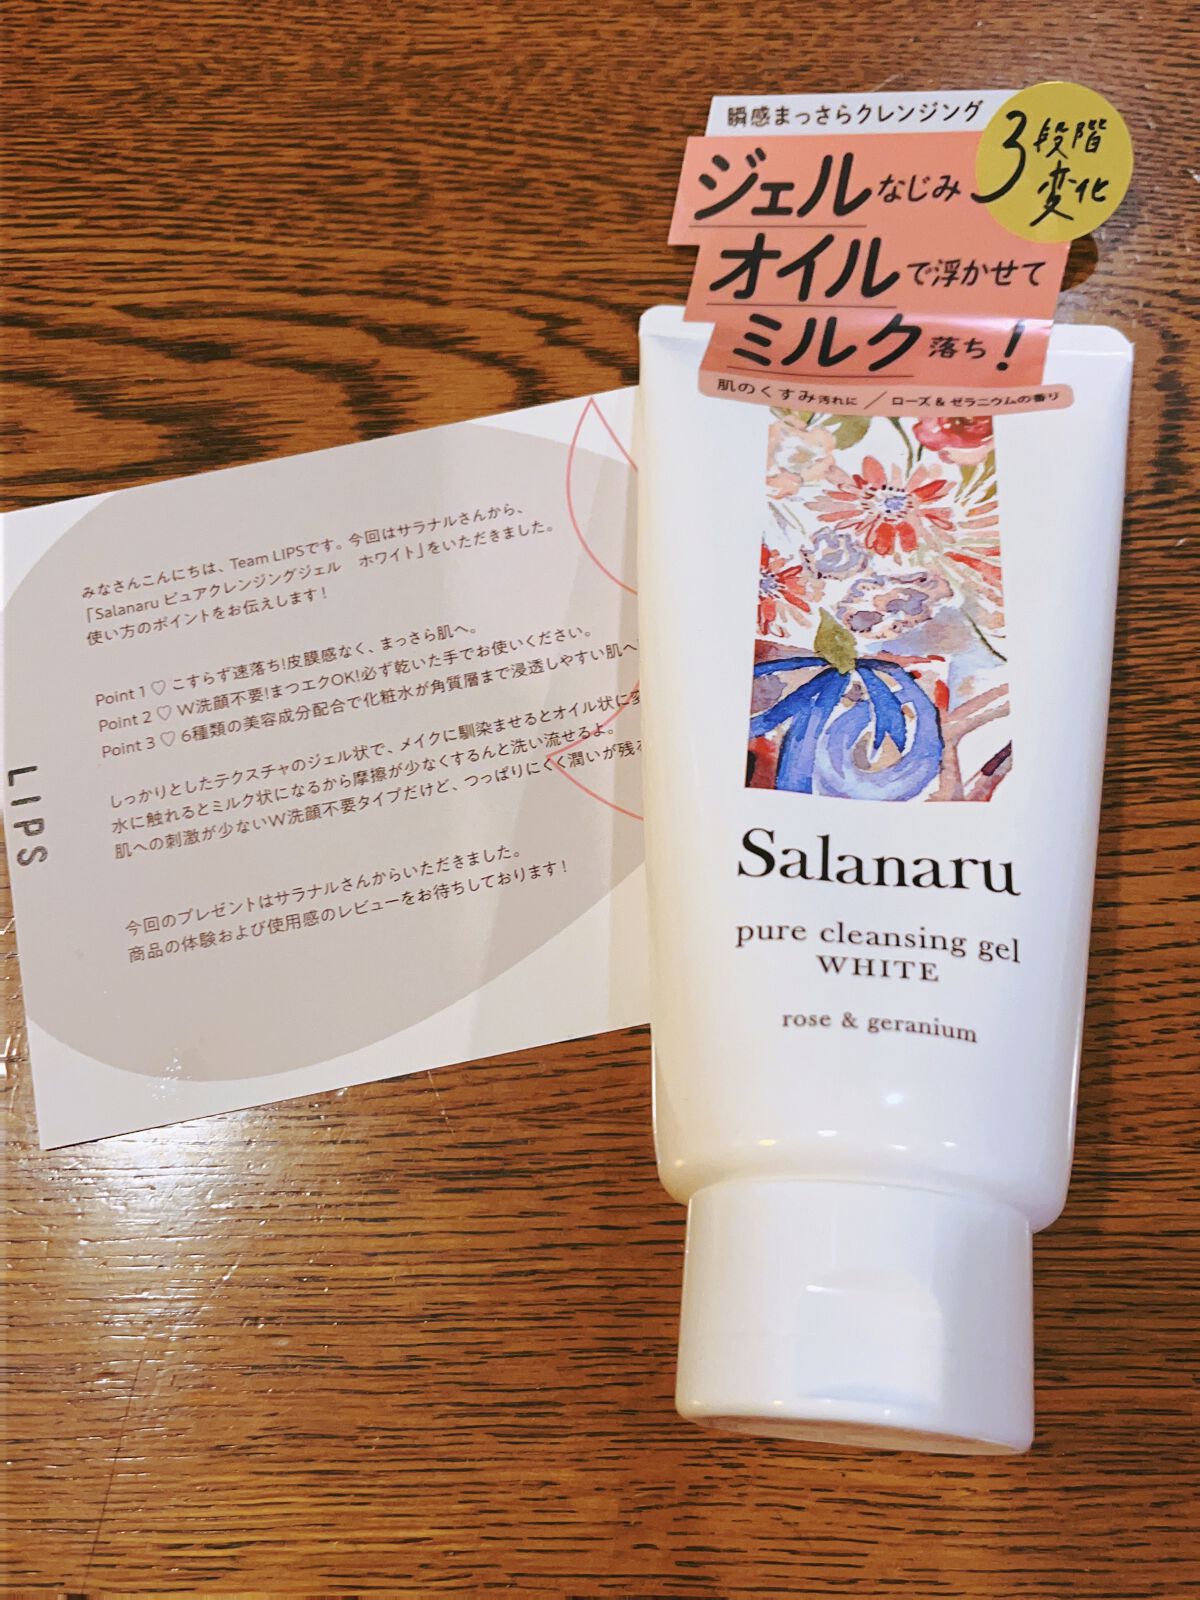 瞬感まっさらクレンジング
3段階
変化
ジェルなじみ
オイルで浮かせて
ミルク落ち!
肌のくすみ汚れに/ローズ&ゼラニウムの香り
Salanaru
pure cleansing gel
WHITE
rose & geranium
みなさんこんにちは、Team LIPSです。今回はサラナルさんから、
「Salanaru ピュアクレンジングジェル　ホワイト」をいただきました。
使い方のポイントをお伝えします!
Point 1 ♡ こすらず速落ち!皮膜感なく、まっさら肌へ。
Point 2 ♡ W洗顔不要!まつエクOK!必ず乾いた手でお使いください。
Point 3 ♡ 6種類の美容成分配合で化粧水が角質層まで浸透しやすい肌へ
しっかりとしたテクスチャのジェル状で、メイクに馴染ませるとオイル状に変
水に触れるとミルク状になるから摩擦が少なくするんと洗い流せるよ。
肌への刺激が少ないW洗顔不要タイプだけど、つっぱりにくく潤いが残る
今回のプレゼントはサラナルさんからいただきました。
商品の体験および使用感のレビューをお待ちしております!
LIPS